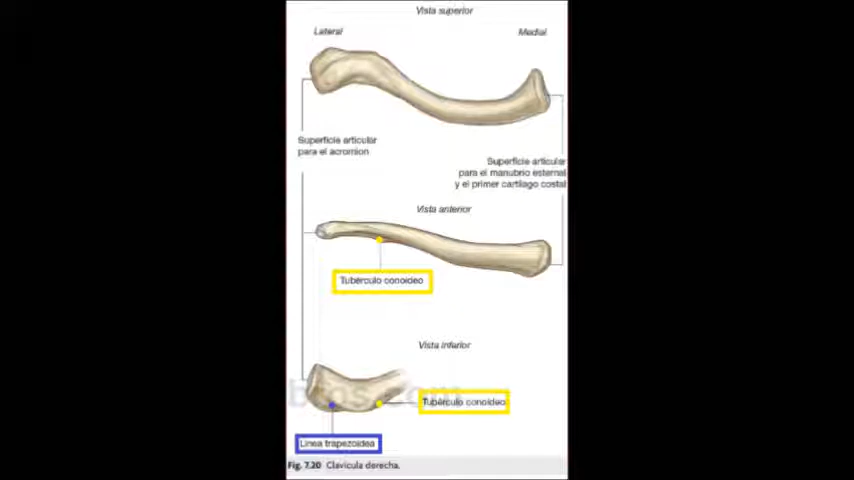 Vista superior
Lateral
Medial
Superficie articular
para el acromion
Superficie articular
para el manubrio esternal
y el primer cartílago costal
Vista anterior
Tubérculo conoideo
Vista inferior
Tubérculo conoideo
Línea trapezoidea
Fig. 7.20 Clavícula derecha.